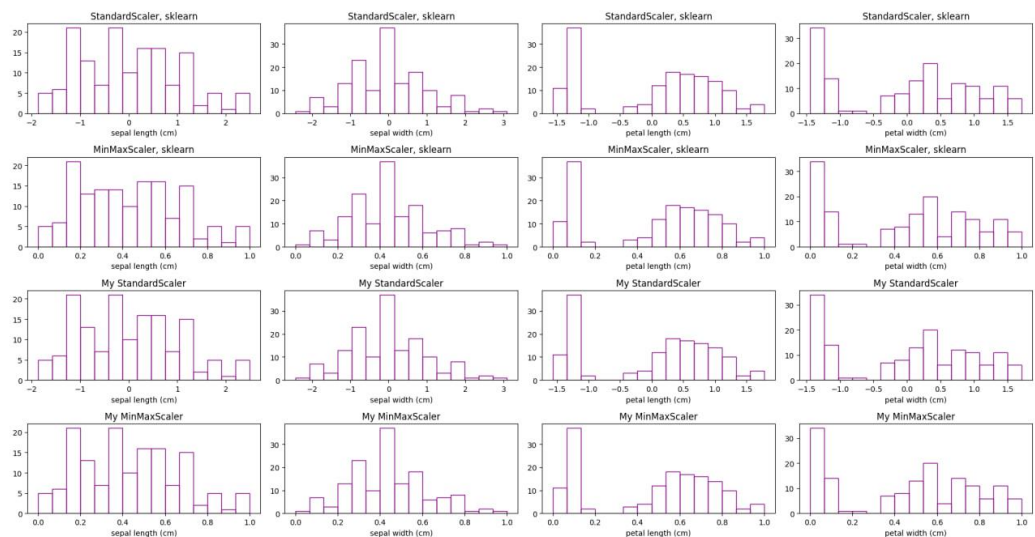 StandardScaler, sklearn
20
15
10
5
0
−2 −1 0 1 2
sepal length (cm)
StandardScaler, sklearn
30
20
10
0
−2 −1 0 1 2 3
sepal width (cm)
StandardScaler, sklearn
30
20
10
0
−1.5 −1.0 −0.5 0.0 0.5 1.0 1.5
petal length (cm)
StandardScaler, sklearn
30
20
10
0
−1.5 −1.0 −0.5 0.0 0.5 1.0 1.5
petal width (cm)
MinMaxScaler, sklearn
20
15
10
5
0
0.0 0.2 0.4 0.6 0.8 1.0
sepal length (cm)
MinMaxScaler, sklearn
30
20
10
0
0.0 0.2 0.4 0.6 0.8 1.0
sepal width (cm)
MinMaxScaler, sklearn
30
20
10
0
0.0 0.2 0.4 0.6 0.8 1.0
petal length (cm)
MinMaxScaler, sklearn
30
20
10
0
0.0 0.2 0.4 0.6 0.8 1.0
petal width (cm)
My StandardScaler
20
15
10
5
0
−2 −1 0 1 2
sepal length (cm)
My StandardScaler
30
20
10
0
−2 −1 0 1 2 3
sepal width (cm)
My StandardScaler
30
20
10
0
−1.5 −1.0 −0.5 0.0 0.5 1.0 1.5
petal length (cm)
My StandardScaler
30
20
10
0
−1.5 −1.0 −0.5 0.0 0.5 1.0 1.5
petal width (cm)
My MinMaxScaler
20
15
10
5
0
0.0 0.2 0.4 0.6 0.8 1.0
sepal length (cm)
My MinMaxScaler
30
20
10
0
0.0 0.2 0.4 0.6 0.8 1.0
sepal width (cm)
My MinMaxScaler
30
20
10
0
0.0 0.2 0.4 0.6 0.8 1.0
petal length (cm)
My MinMaxScaler
30
20
10
0
0.0 0.2 0.4 0.6 0.8 1.0
petal width (cm)